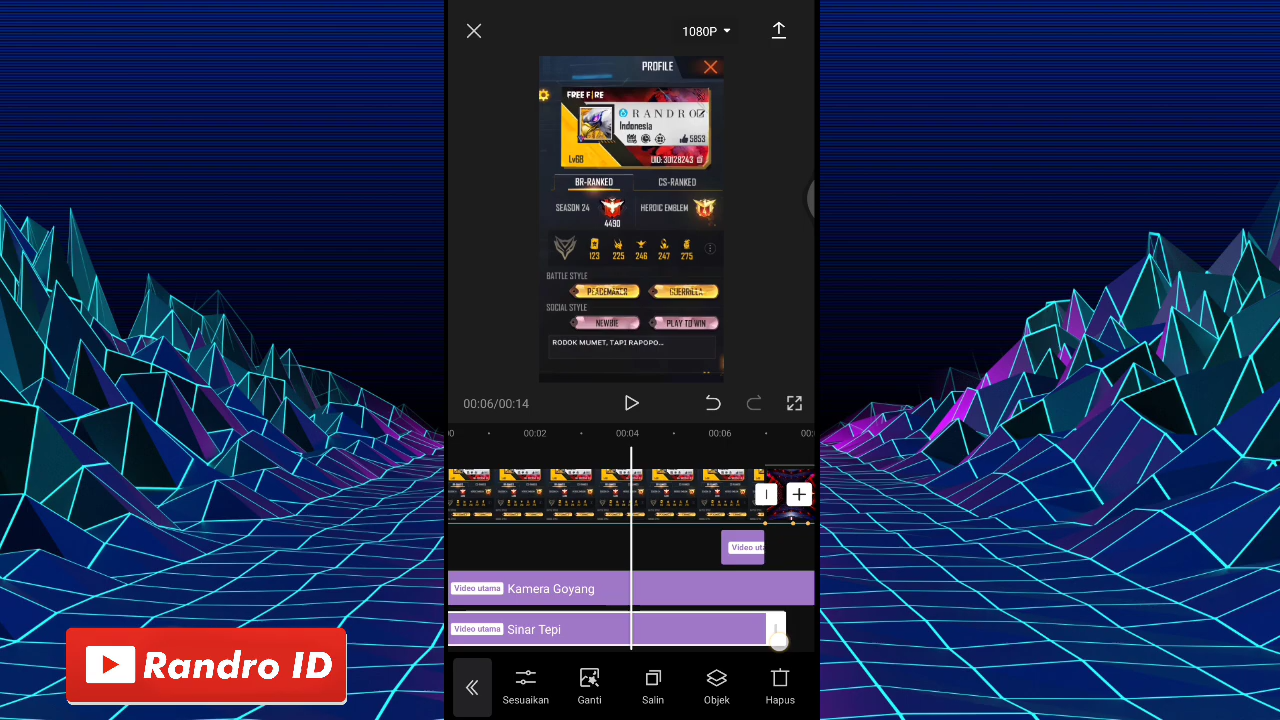 1080P
PROFILE
FREE FIRE
RANDRO
Indonesia
5853
Lv68
UID: 30128243
BR-RANKED
CS-RANKED
SEASON 24
4490
HEROIC EMBLEM
123 225 246 247 275
BATTLE STYLE
PEACEMAKER
GUERRILLA
SOCIAL STYLE
NEWBIE
PLAY TO WIN
RODOK MUMET, TAPI RAPOPO...
00:06/00:14
00:02 00:04 00:06
Video uta
Video utama Kamera Goyang
Video utama Sinar Tepi
Sesuaikan Ganti Salin Objek Hapus
Randro ID